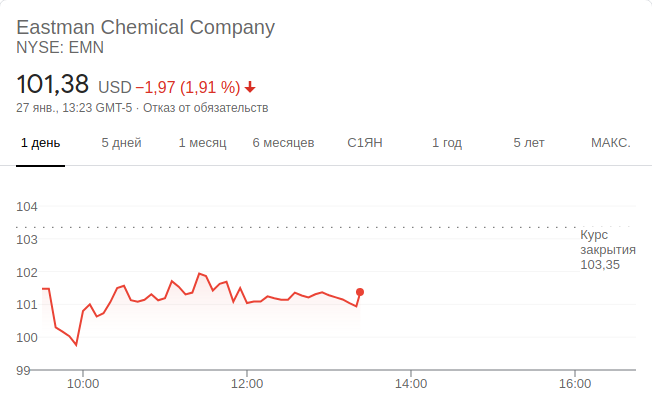 Eastman Chemical Company
NYSE: EMN
101,38 USD −1,97 (1,91 %)
27 янв., 13:23 GMT-5 · Отказ от обязательств
1 день 5 дней 1 месяц 6 месяцев С1ЯН 1 год 5 лет МАКС.
104
103
102
101
100
99
Курс
закрытия
103,35
10:00 12:00 14:00 16:00